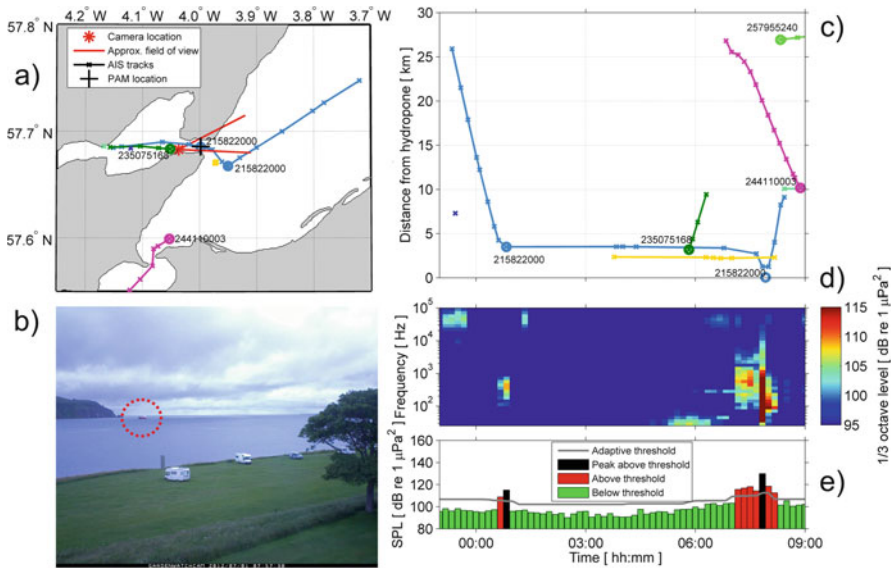 a)
4.2 W 4.1 W 4.0 W 3.9 W 3.8 W 3.7 W
57.8 N
57.7 N
57.6 N
Camera location
Approx. field of view
AIS tracks
PAM location
215822000
235075168
215822000
244110003
b)
c)
Distance from hydropone [ km ]
30
25
20
15
10
5
0
257955240
244110003
235075168
215822000
215822000
d)
Frequency [ Hz ]
10⁵
10⁴
10³
10²
115
110
105
100
95
1/3 octave level [ dB re 1 µPa² ]
e)
SPL [ dB re 1 µPa² ]
160
140
120
100
80
Adaptive threshold
Peak above threshold
Above threshold
Below threshold
00:00 03:00 06:00 09:00
Time [ hh:mm ]